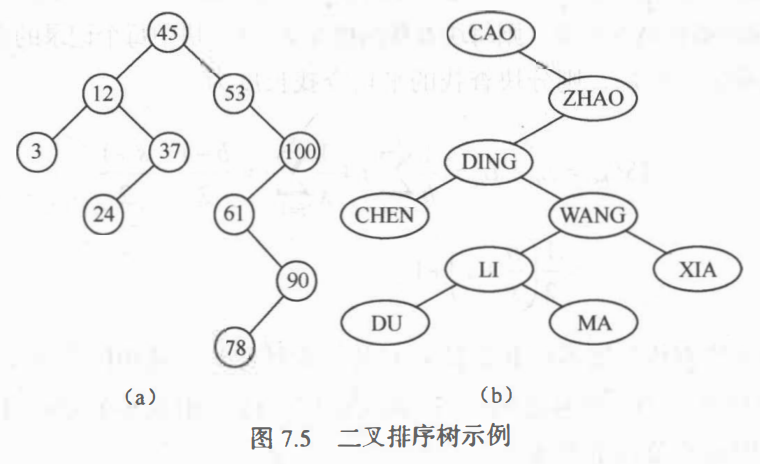 45 CAO
12 53 ZHAO
3 37 100 DING
24 61 CHEN WANG
90 LI XIA
78 DU MA
(a) (b)
图 7.5 二叉排序树示例